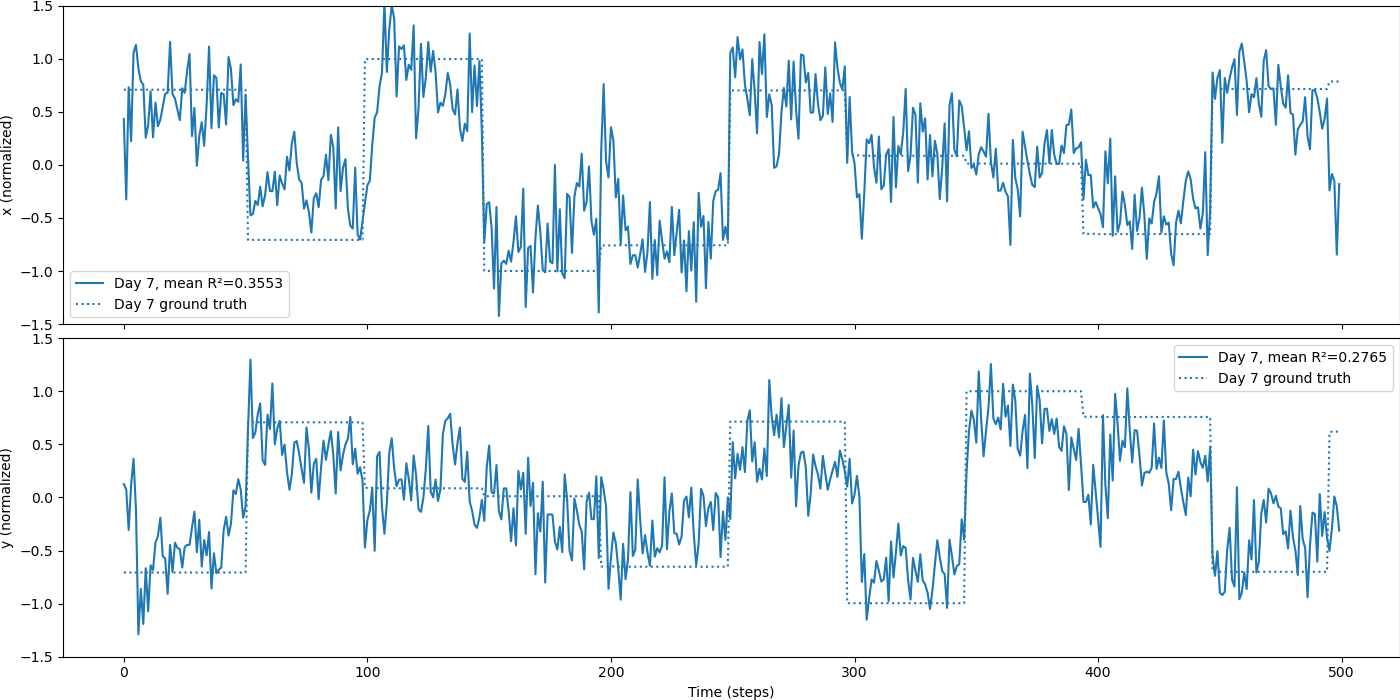 1.5
1.0
0.5
0.0
−0.5
−1.0
−1.5
x (normalized)
Day 7, mean R²=0.3553
Day 7 ground truth
1.5
1.0
0.5
0.0
−0.5
−1.0
−1.5
y (normalized)
Day 7, mean R²=0.2765
Day 7 ground truth
0 100 200 300 400 500
Time (steps)